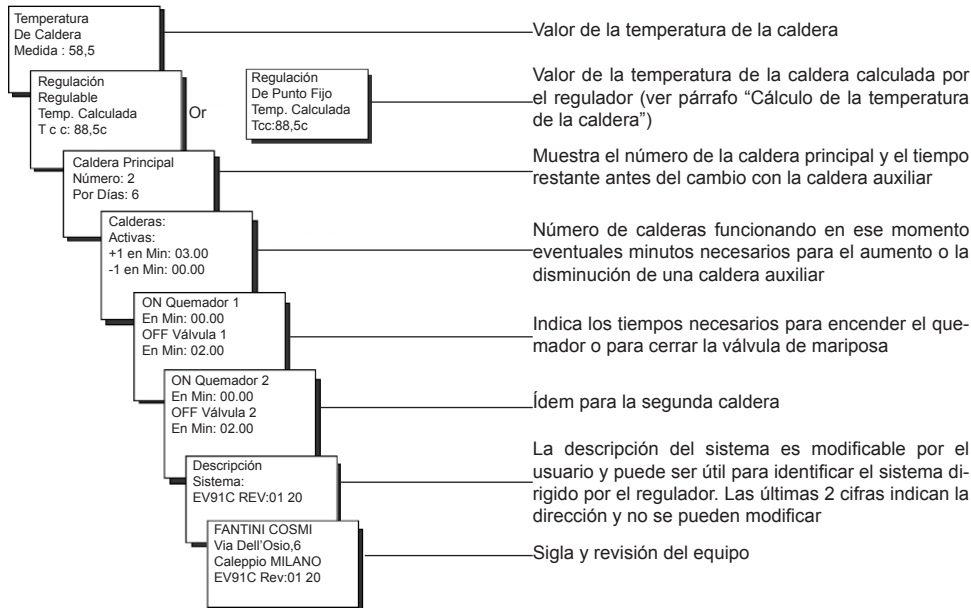 Temperatura
De Caldera
Medida : 58,5
Valor de la temperatura de la caldera
Regulación
Regulable
Temp. Calculada
T c c: 88,5c
Or
Regulación
De Punto Fijo
Temp. Calculada
Tcc:88,5c
Valor de la temperatura de la caldera calculada por
el regulador (ver párrafo “Cálculo de la temperatura
de la caldera”)
Caldera Principal
Número: 2
Por Días: 6
Muestra el número de la caldera principal y el tiempo
restante antes del cambio con la caldera auxiliar
Calderas:
Activas:
+1 en Min: 03.00
-1 en Min: 00.00
Número de calderas funcionando en ese momento
eventuales minutos necesarios para el aumento o la
disminución de una caldera auxiliar
ON Quemador 1
En Min: 00.00
OFF Válvula 1
En Min: 02.00
Indica los tiempos necesarios para encender el que-
mador o para cerrar la válvula de mariposa
ON Quemador 2
En Min: 00.00
OFF Válvula 2
En Min: 02.00
Ídem para la segunda caldera
Descripción
Sistema:
EV91C REV:01 20
La descripción del sistema es modificable por el
usuario y puede ser útil para identificar el sistema di-
rigido por el regulador. Las últimas 2 cifras indican la
dirección y no se pueden modificar
FANTINI COSMI
Via Dell’Osio,6
Caleppio MILANO
EV91C Rev:01 20
Sigla y revisión del equipo